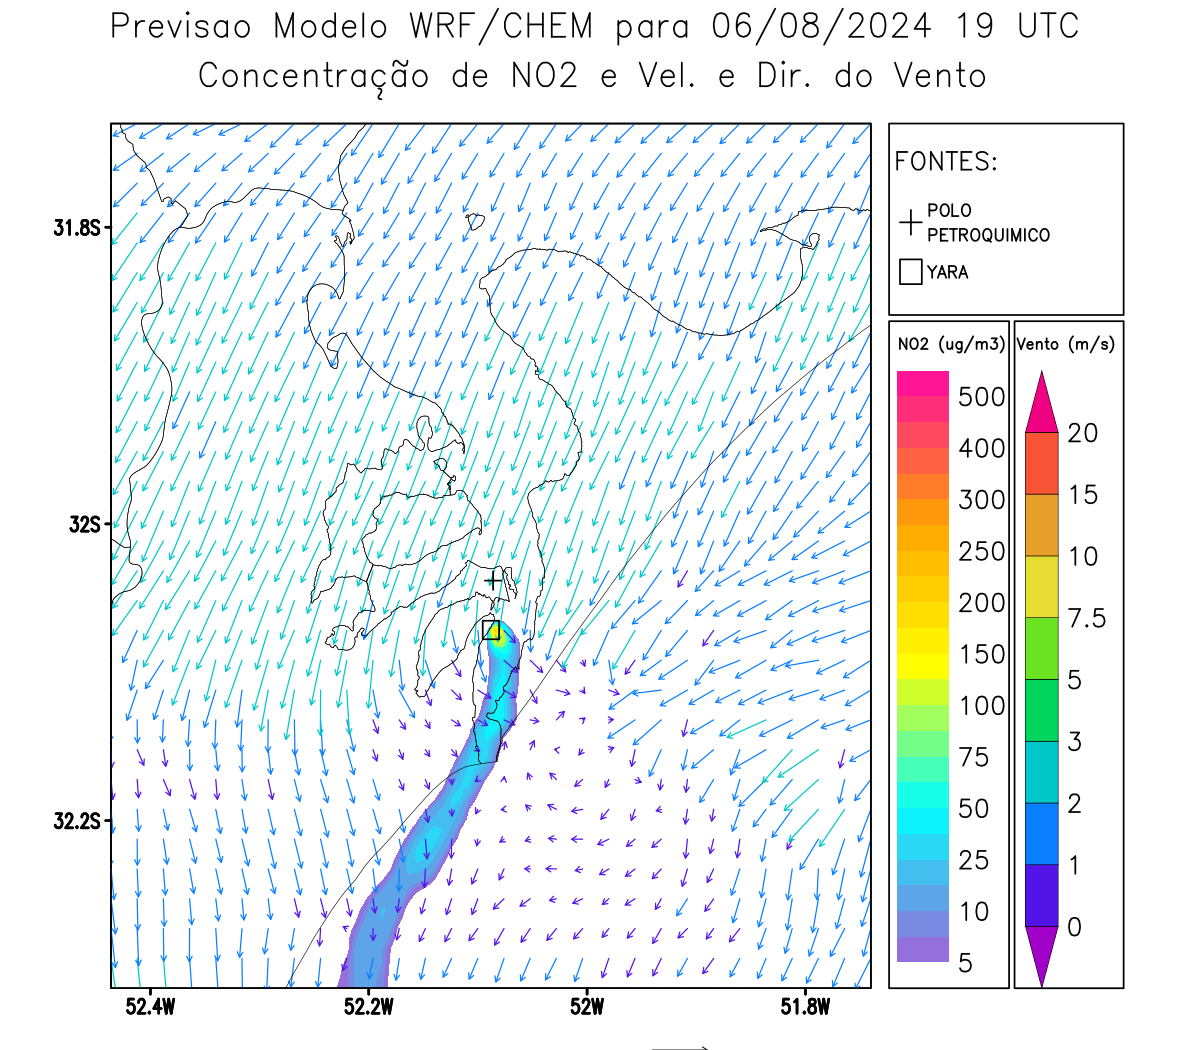 Previsao Modelo WRF/CHEM para 06/08/2024 19 UTC
Concentração de NO2 e Vel. e Dir. do Vento
FONTES:
POLO
PETROQUIMICO
YARA
NO2 (ug/m3)
500
400
300
250
200
150
100
75
50
25
10
5
Vento (m/s)
20
15
10
7.5
5
3
2
1
0
31.8S
32S
32.2S
52.4W
52.2W
52W
51.8W